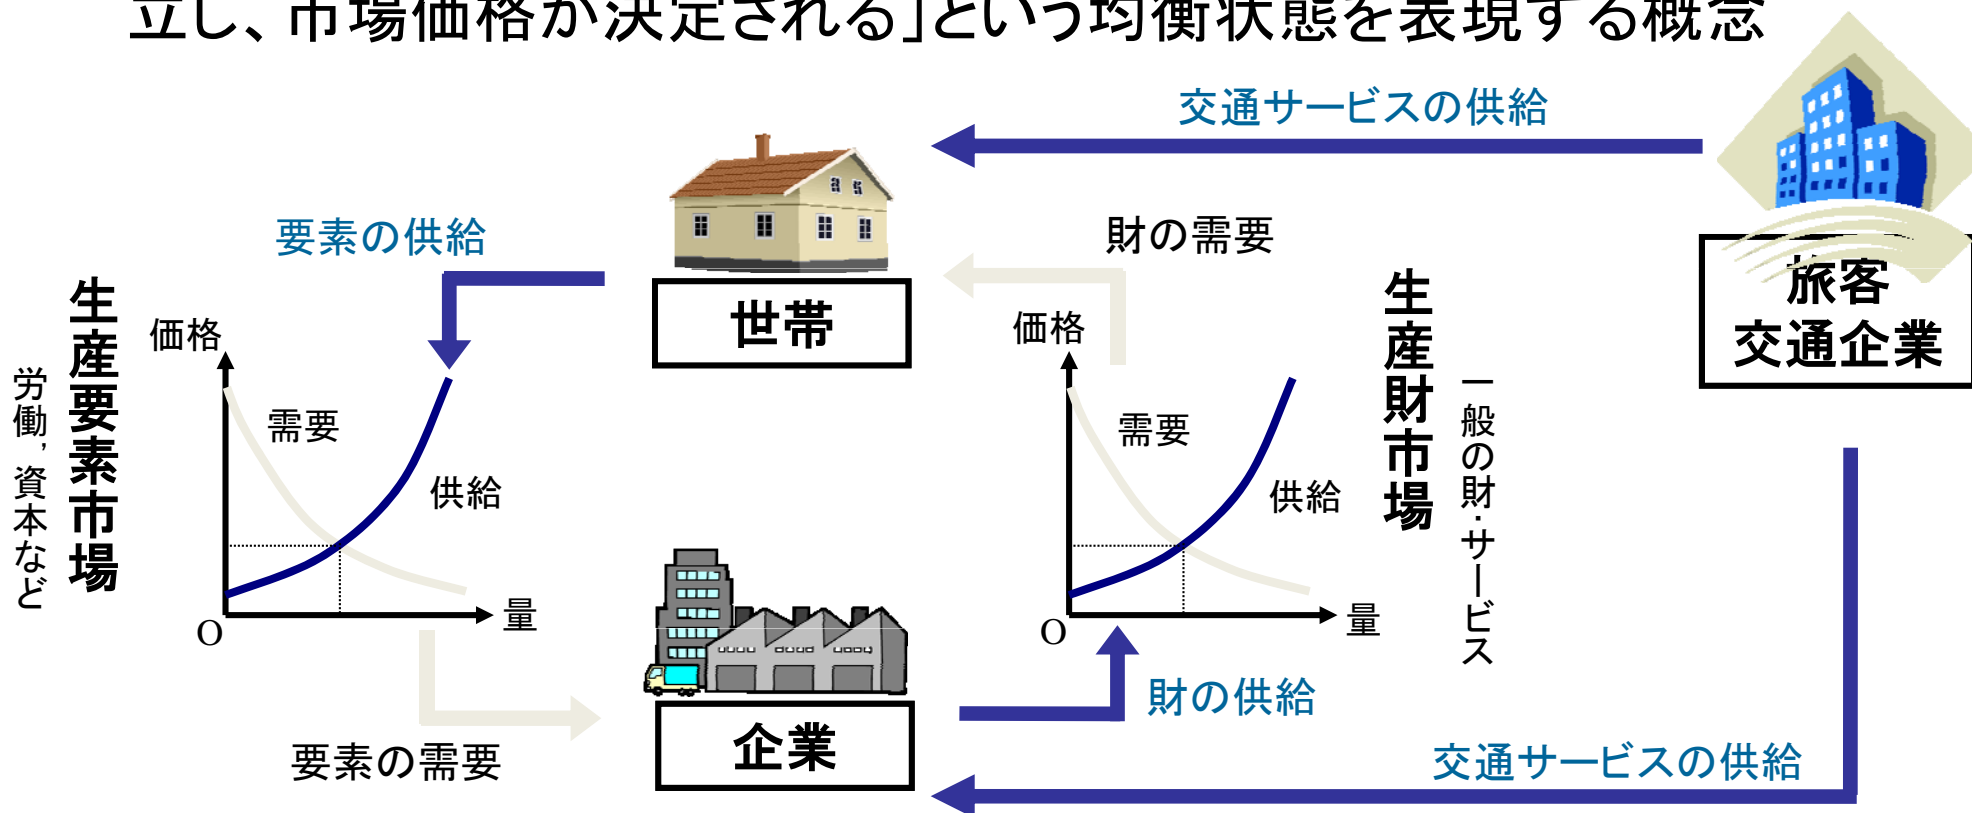 立し、市場価格が決定される」という均衡状態を表現する概念
交通サービスの供給
要素の供給
財の需要
世帯
旅客
交通企業
生産要素市場
労働，資本など
価格
需要
供給
量
O
生産財市場
一般の財・サービス
価格
需要
供給
量
O
企業
財の供給
要素の需要
交通サービスの供給